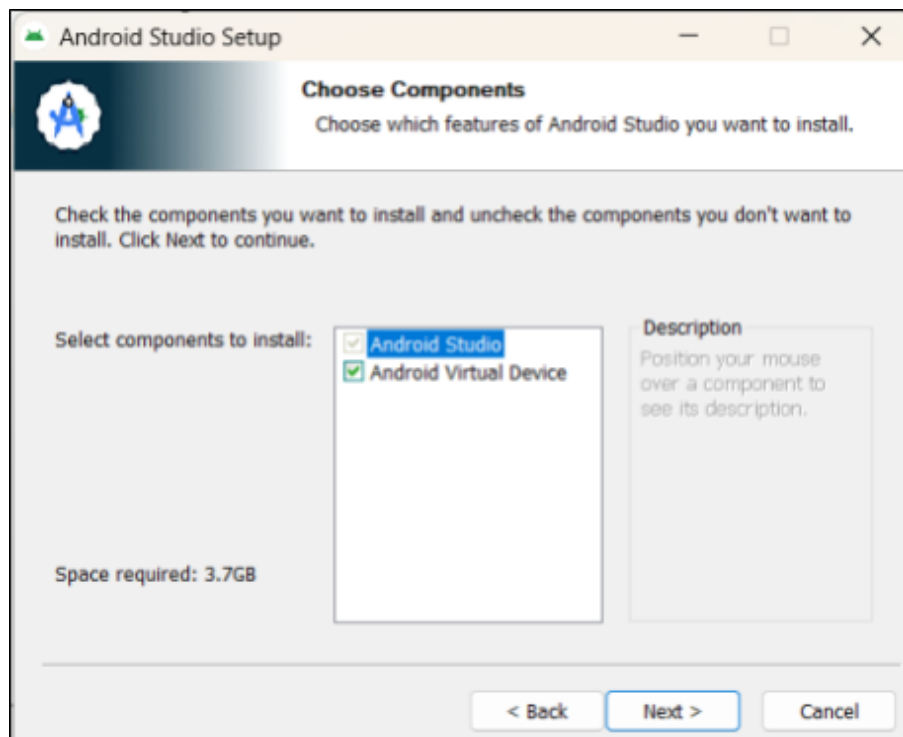 Android Studio Setup
Choose Components
Choose which features of Android Studio you want to install.
Check the components you want to install and uncheck the components you don't want to
install. Click Next to continue.
Select components to install:
Android Studio
Android Virtual Device
Description
Position your mouse
over a component to
see its description.
Space required: 3.7GB
< Back
Next >
Cancel